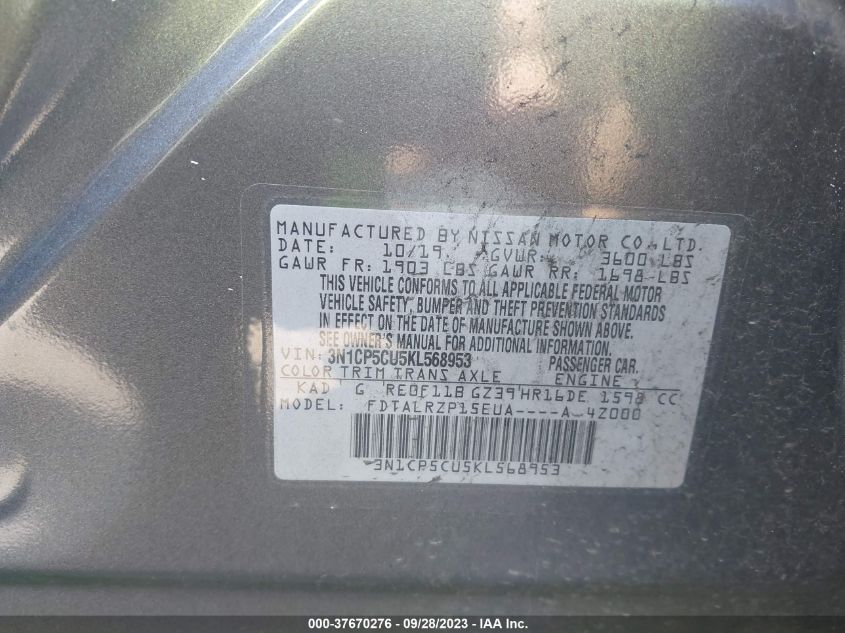 MANUFACTURED BY NISSAN MOTOR CO., LTD.
DATE: 10/19 GVWR: 3600 LBS
GAWR FR: 1903 LBS GAWR RR: 1698 LBS
THIS VEHICLE CONFORMS TO ALL APPLICABLE FEDERAL MOTOR
VEHICLE SAFETY, BUMPER AND THEFT PREVENTION STANDARDS
IN EFFECT ON THE DATE OF MANUFACTURE SHOWN ABOVE.
SEE OWNER'S MANUAL FOR ADDITIONAL INFORMATION.
VIN: 3N1CP5CU5KL568953 PASSENGER CAR.
COLOR TRIM TRANS AXLE ENGINE
KAD G RE0F11B GZ39 HR16DE 1598 CC
MODEL: FDTALRZP15EUA----A-4Z000
3N1CP5CU5KL568953
000-37670276 - 09/28/2023 - IAA Inc.